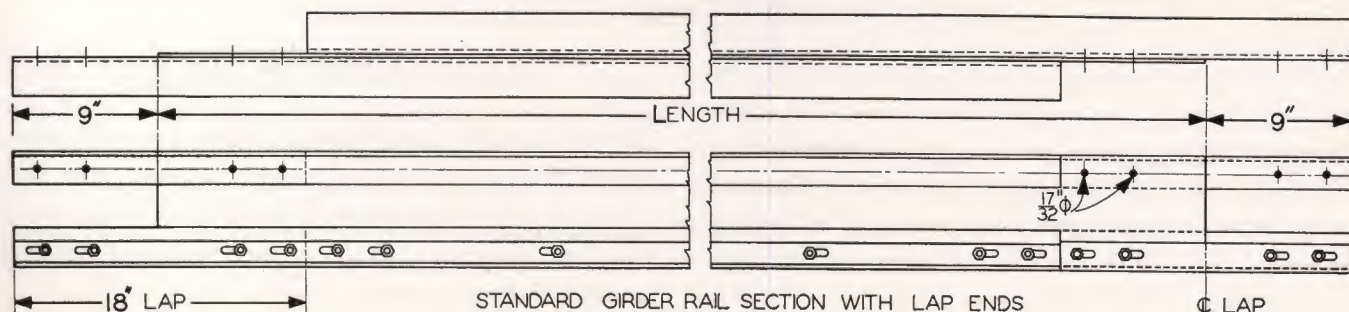 9" LENGTH 9"
17/32" ϕ
18" LAP STANDARD GIRDER RAIL SECTION WITH LAP ENDS ℄ LAP